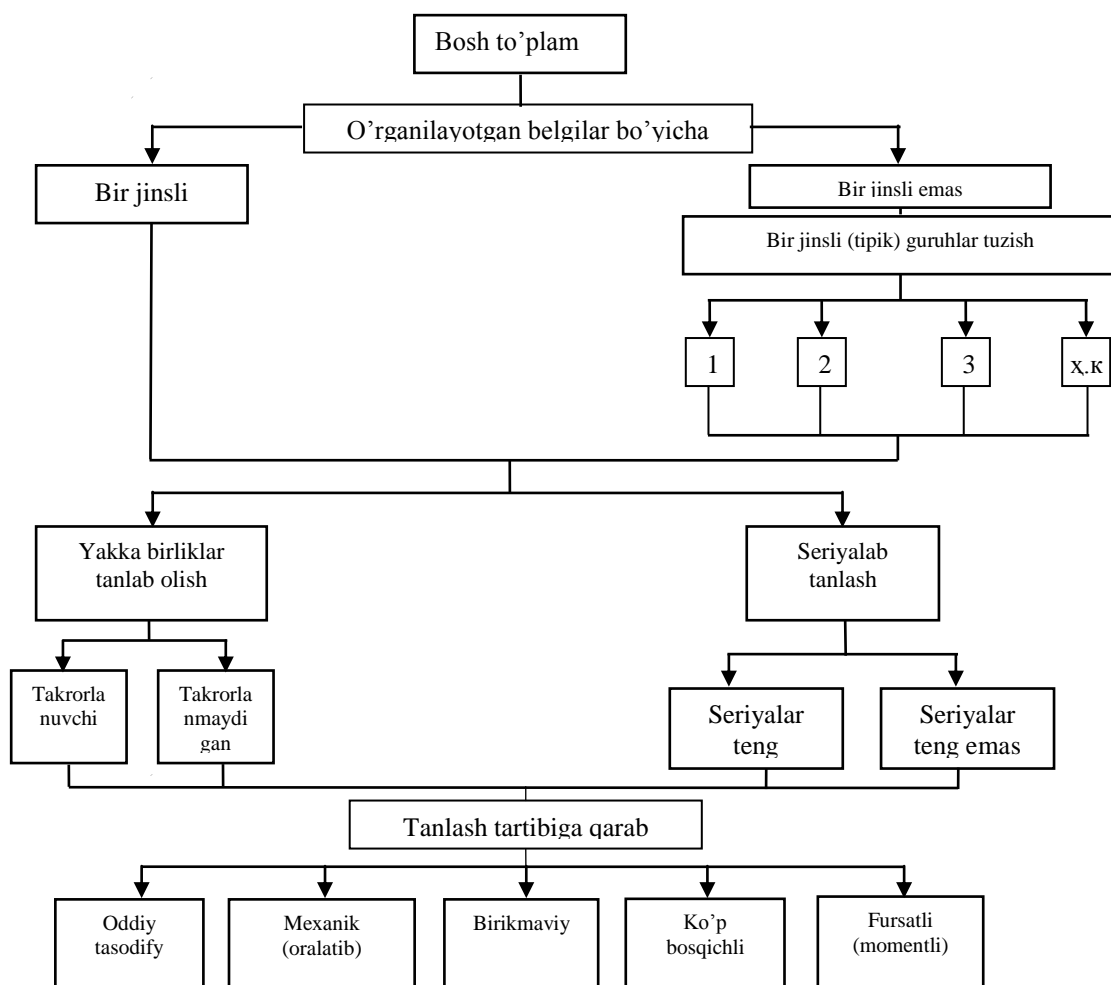 Bosh to’plam
O’rganilayotgan belgilar bo’yicha
Bir jinsli
Bir jinsli emas
Bir jinsli (tipik) guruhlar tuzish
1
2
3
ҳ.к
Yakka birliklar
tanlab olish
Seriyalab
tanlash
Takrorla
nuvchi
Takrorla
nmaydi
gan
Seriyalar
teng
Seriyalar
teng emas
Tanlash tartibiga qarab
Oddiy
tasodify
Mexanik
(oralatib)
Birikmaviy
Ko’p
bosqichli
Fursatli
(momentli)